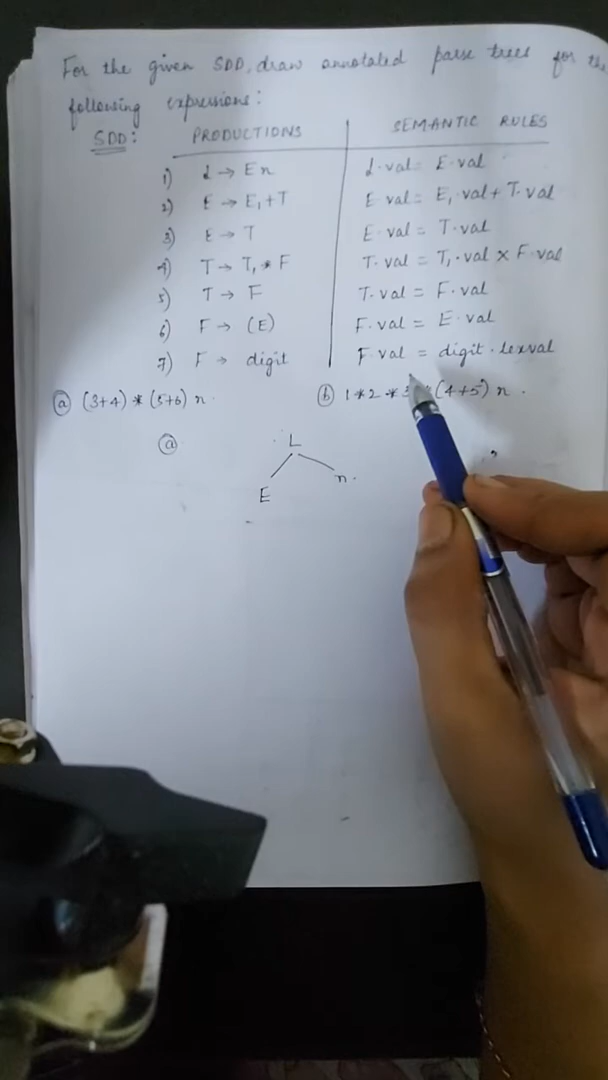 For the given SDD, draw annotated parse trees for the
following expressions:
SDD: PRODUCTIONS SEMANTIC RULES
1) L → En L.val = E.val
2) E → E₁ + T E.val = E₁.val + T.val
3) E → T E.val = T.val
4) T → T₁ * F T.val = T₁.val × F.val
5) T → F T.val = F.val
6) F → (E) F.val = E.val
7) F → digit F.val = digit.lexval
ⓐ (3+4) * (5+6) n. ⓑ 1*2*3*(4+5) n.
ⓐ L
E n.